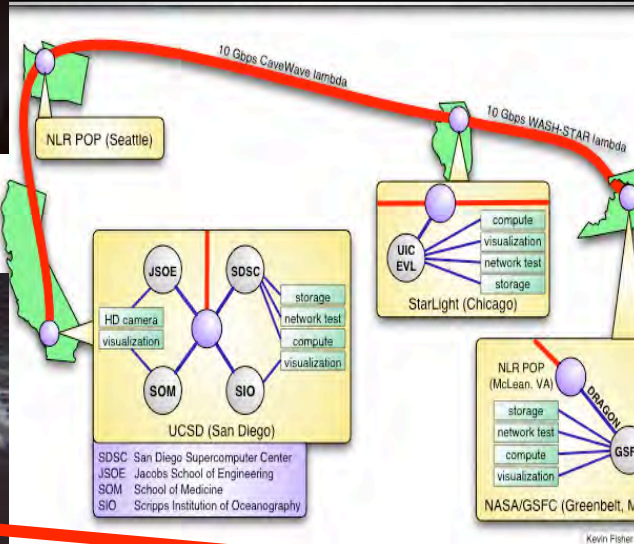 10 Gbps CaveWave lambda
10 Gbps WASH-STAR lambda
NLR POP (Seattle)
UIC
EVL
compute
visualization
network test
storage
StarLight (Chicago)
JSOE
SDSC
HD camera
visualization
storage
network test
compute
visualization
SOM
SIO
UCSD (San Diego)
SDSC San Diego Supercomputer Center
JSOE Jacobs School of Engineering
SOM School of Medicine
SIO Scripps Institution of Oceanography
NLR POP
(McLean, VA)
DRAGON
storage
network test
compute
visualization
GSF
NASA/GSFC (Greenbelt, M
Kevin Fisher